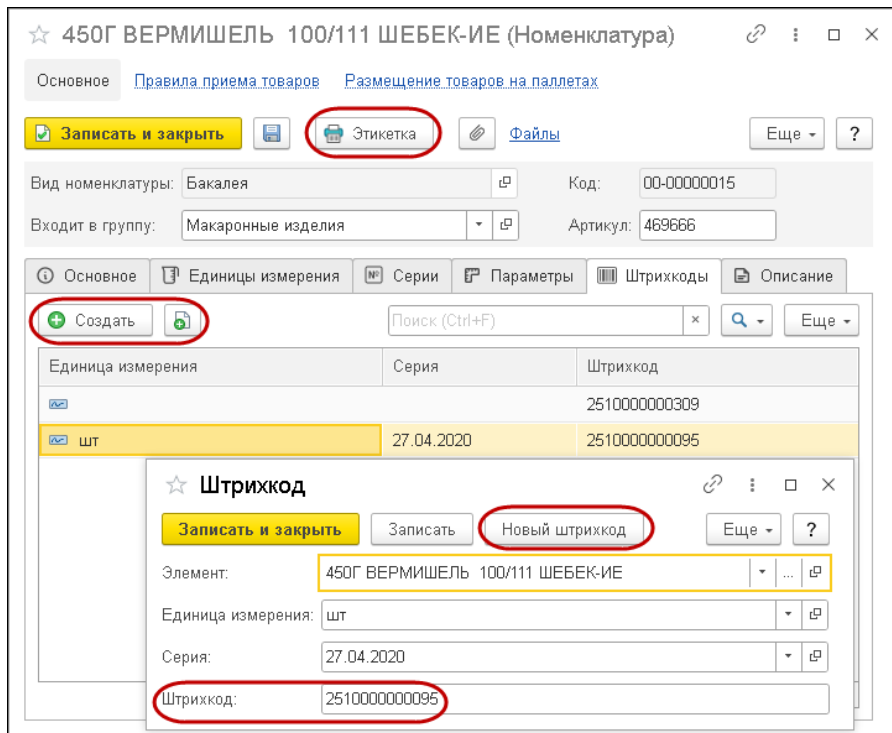 450Г ВЕРМИШЕЛЬ 100/111 ШЕБЕК-ИЕ (Номенклатура)
Основное Правила приема товаров Размещение товаров на паллетах
Записать и закрыть Этикетка Файлы Еще ?
Вид номенклатуры: Бакалея Код: 00-00000015
Входит в группу: Макаронные изделия Артикул: 469666
Основное Единицы измерения № Серии Параметры Штрихкоды Описание
Создать Поиск (Ctrl+F) × Еще
Единица измерения Серия Штрихкод
2510000000309
шт 27.04.2020 2510000000095
Штрихкод
Записать и закрыть Записать Новый штрихкод Еще ?
Элемент: 450Г ВЕРМИШЕЛЬ 100/111 ШЕБЕК-ИЕ ...
Единица измерения: шт
Серия: 27.04.2020
Штрихкод: 2510000000095